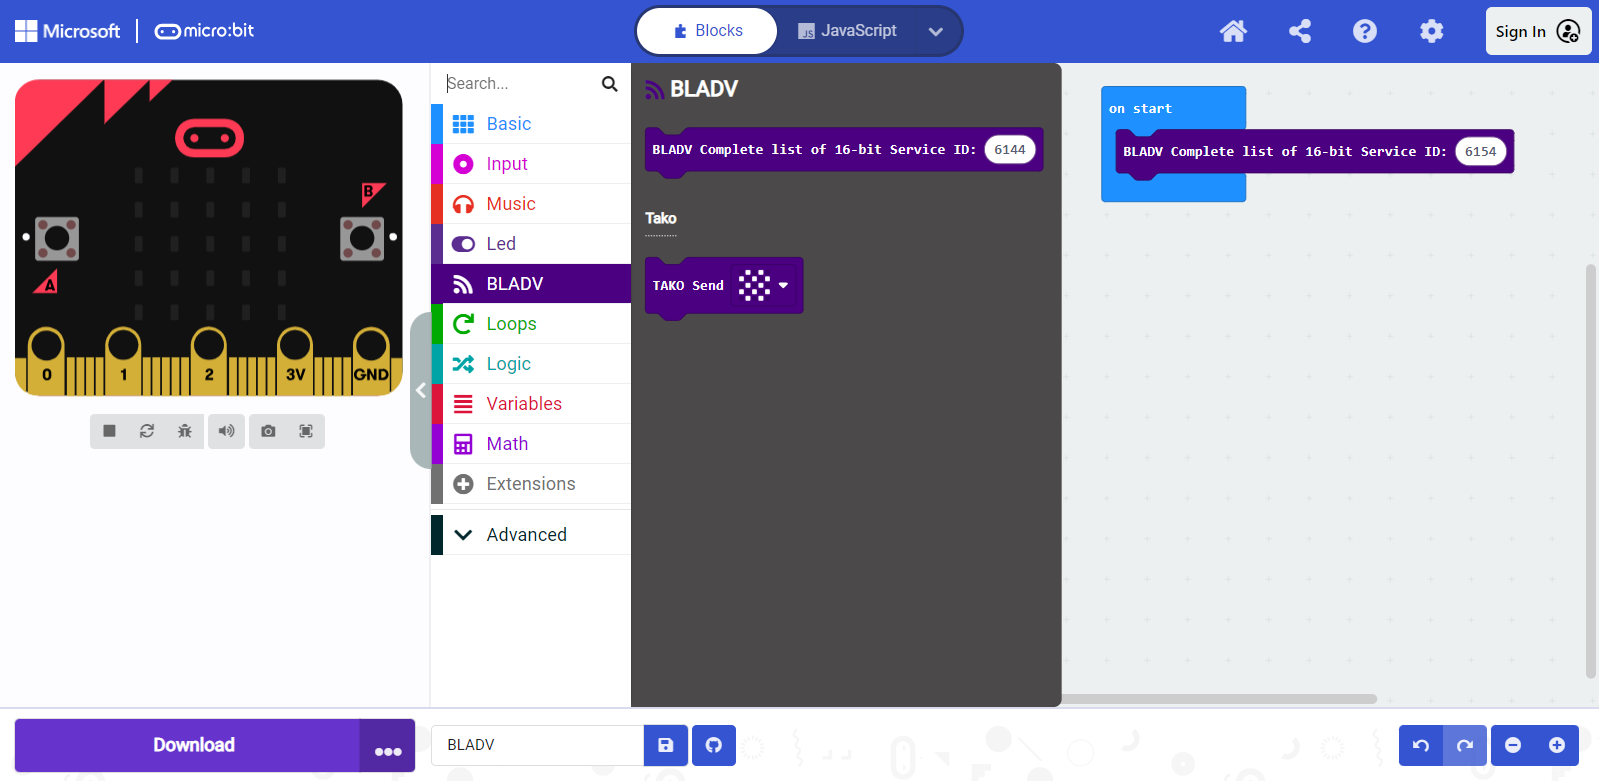 Microsoft
micro:bit
Blocks
JS JavaScript
Sign In
B
A
0 1 2 3V GND
Search...
Basic
Input
Music
Led
BLADV
Loops
Logic
Variables
Math
Extensions
Advanced
BLADV
BLADV Complete list of 16-bit Service ID: 6144
Tako
TAKO Send
on start
BLADV Complete list of 16-bit Service ID: 6154
Download
BLADV